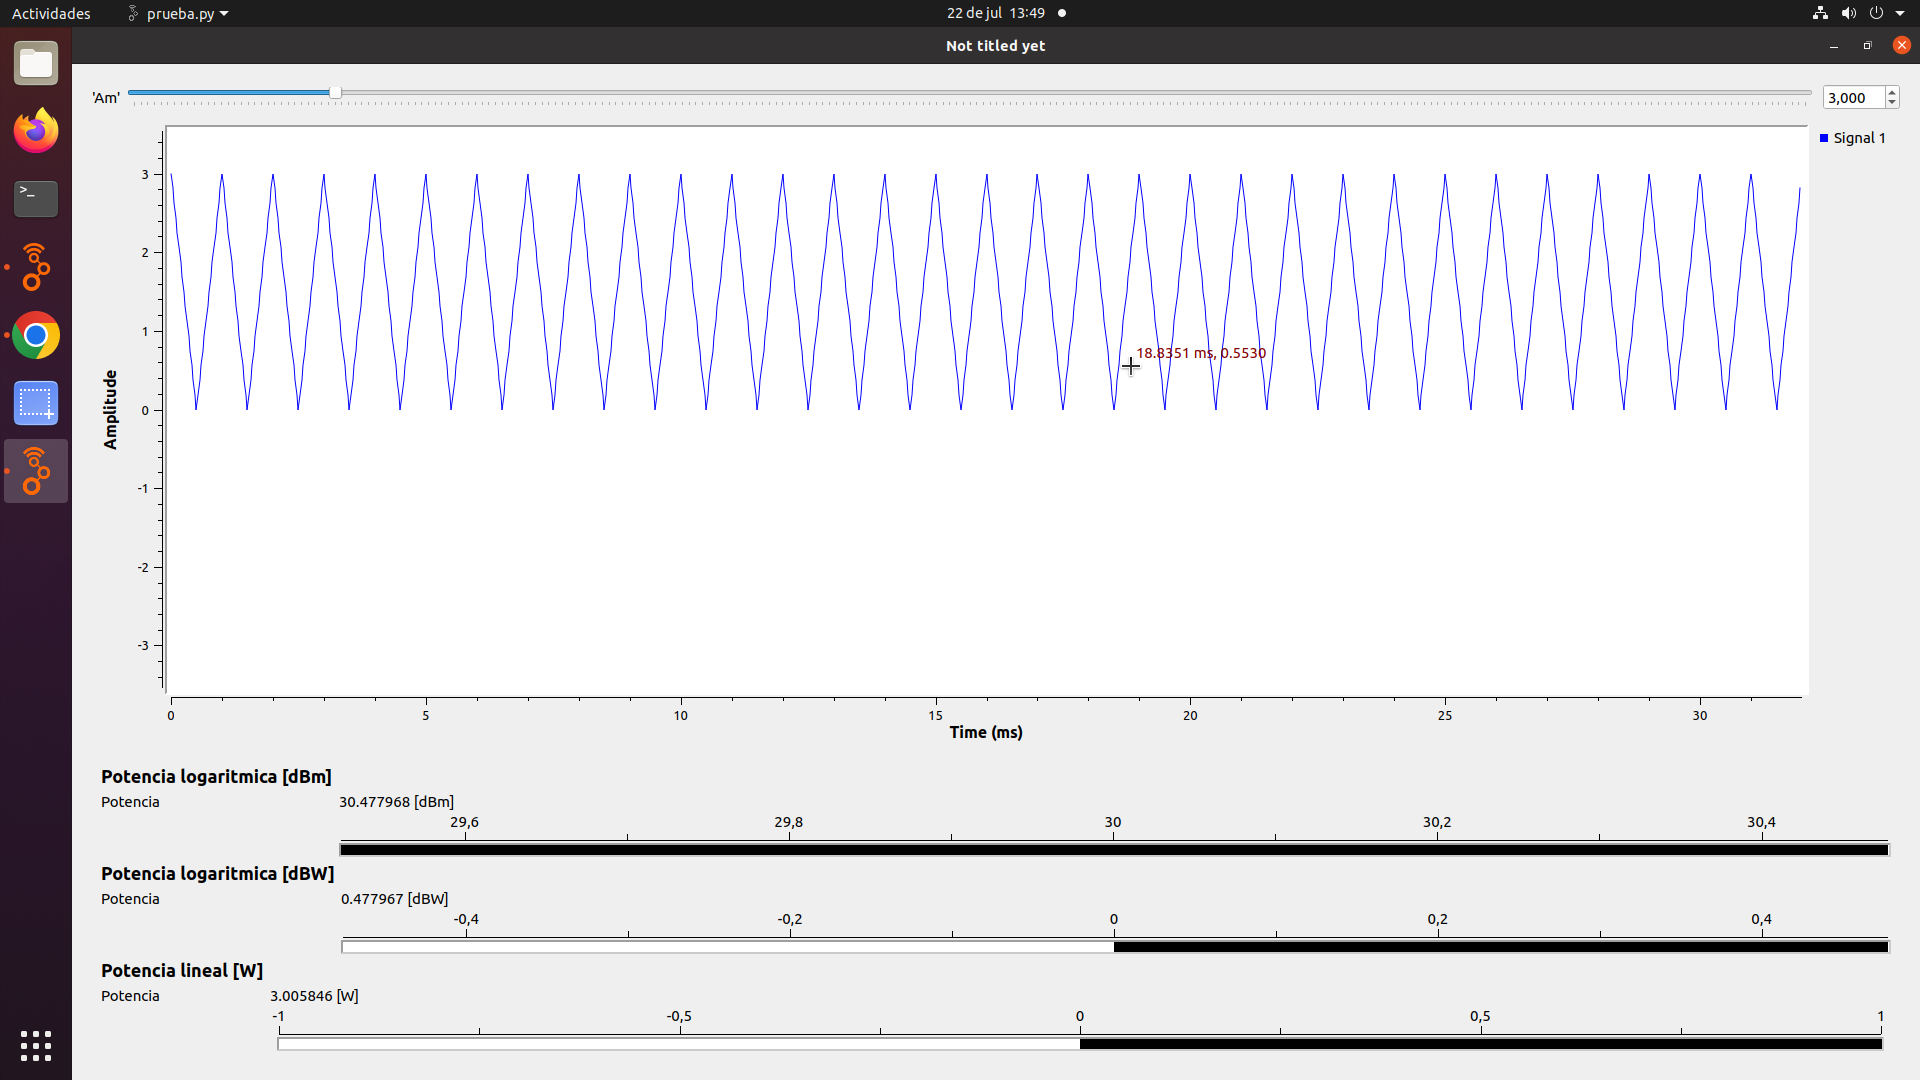 Actividades prueba.py 22 de jul 13:49
Not titled yet
'Am' 3,000
Signal 1
3
2
1
0
-1
-2
-3
Amplitude
18.8351 ms, 0.5530
0 5 10 15 20 25 30
Time (ms)
Potencia logaritmica [dBm]
Potencia 30.477968 [dBm]
29,6 29,8 30 30,2 30,4
Potencia logaritmica [dBW]
Potencia 0.477967 [dBW]
-0,4 -0,2 0 0,2 0,4
Potencia lineal [W]
Potencia 3.005846 [W]
-1 -0,5 0 0,5 1